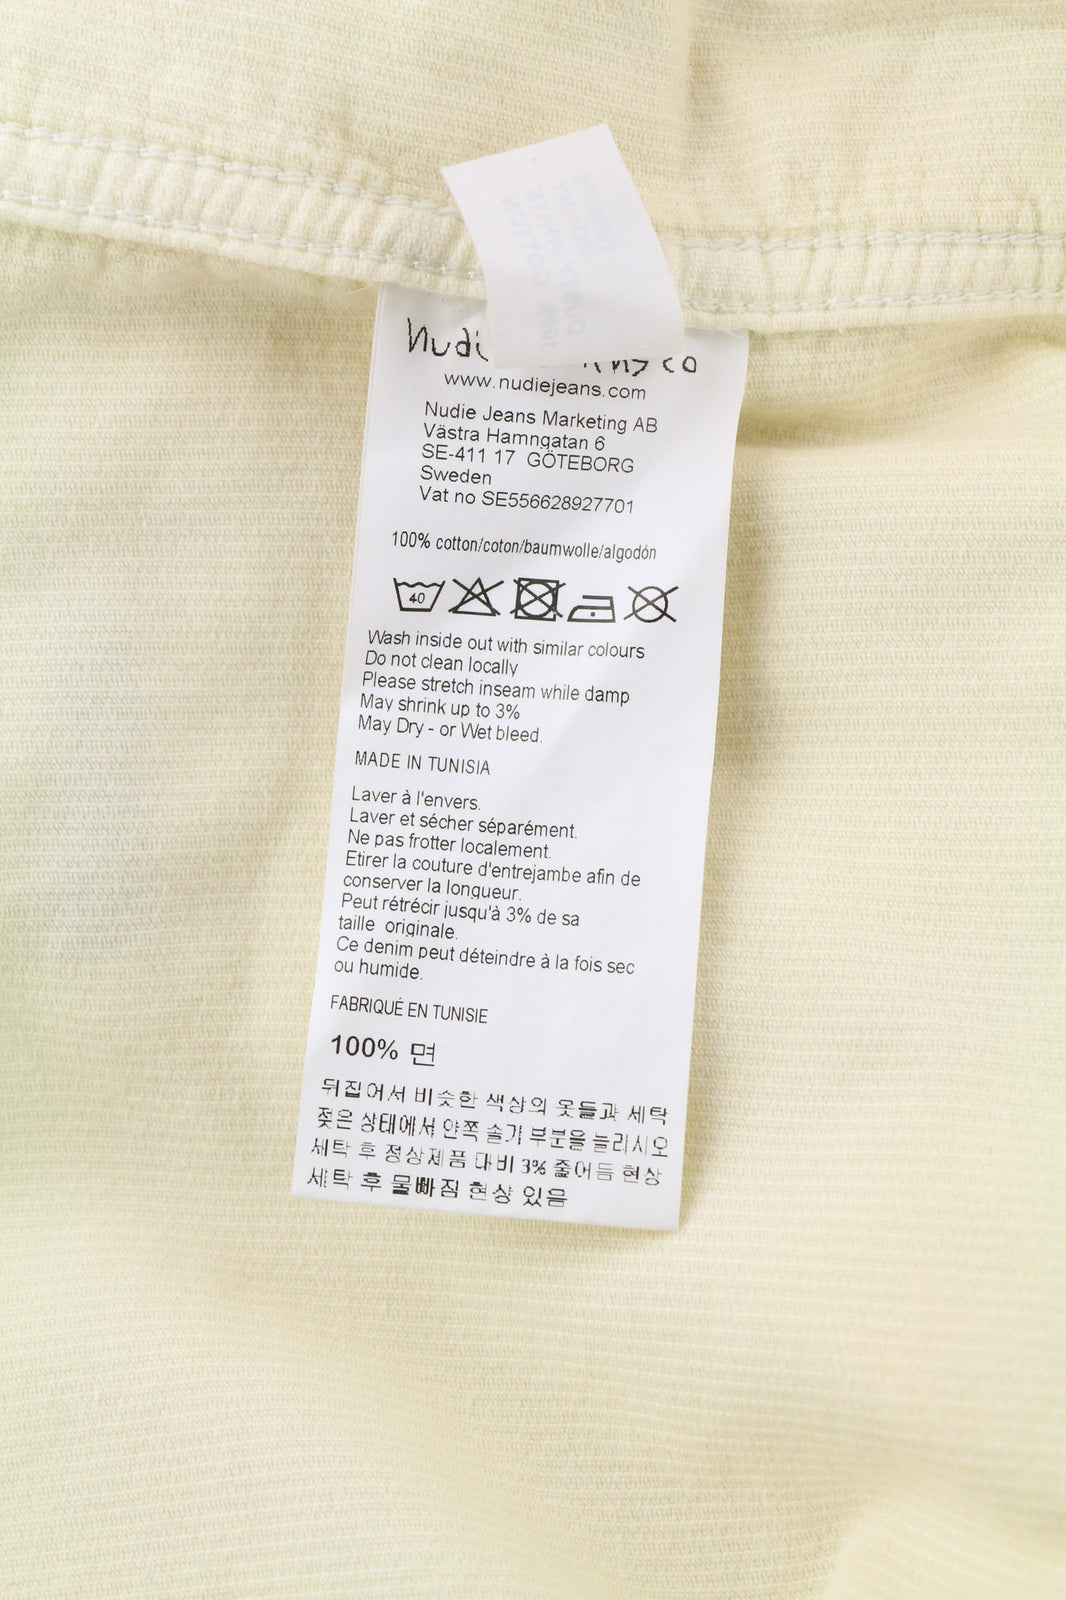 100% COTTON
DUSTY WHITE
Nudi
co
www.nudiejeans.com
Nudie Jeans Marketing AB
Västra Hamngatan 6
SE-411 17 GÖTEBORG
Sweden
Vat no SE556628927701
100% cotton/coton/baumwolle/algodón
40
Wash inside out with similar colours
Do not clean locally
Please stretch inseam while damp
May shrink up to 3%
May Dry - or Wet bleed.
MADE IN TUNISIA
Laver à l'envers.
Laver et sécher séparément.
Ne pas frotter localement.
Etirer la couture d'entrejambe afin de
conserver la longueur.
Peut rétrécir jusqu'à 3% de sa
taille originale.
Ce denim peut déteindre à la fois sec
ou humide.
FABRIQUÉ EN TUNISIE
100% 면
뒤집어서 비슷한 색상의 옷들과 세탁
젖은 상태에서 안쪽 솔기 부분을 늘리시오
세탁 후 정상제품 대비 3% 줄어듬 현상
세탁 후 물빠짐 현상 있음